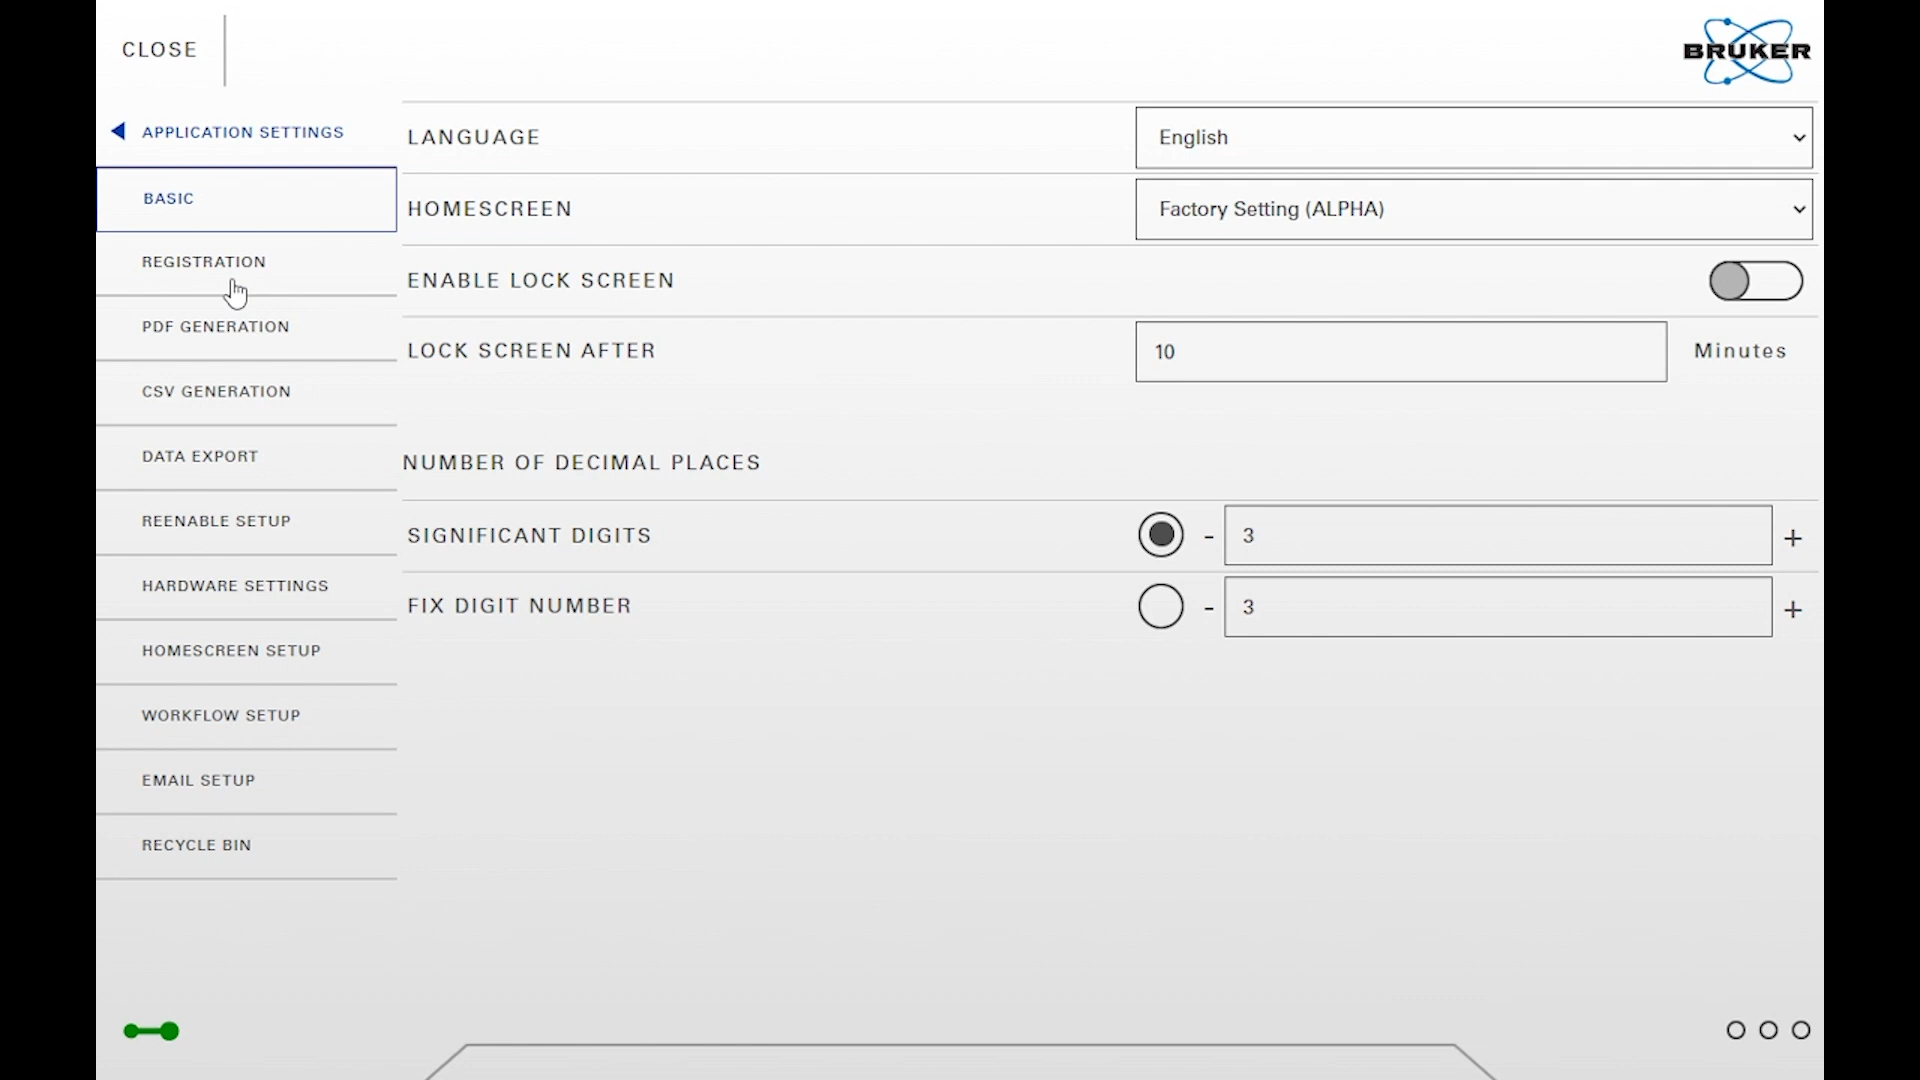 CLOSE
BRUKER
APPLICATION SETTINGS
BASIC
REGISTRATION
PDF GENERATION
CSV GENERATION
DATA EXPORT
REENABLE SETUP
HARDWARE SETTINGS
HOMESCREEN SETUP
WORKFLOW SETUP
EMAIL SETUP
RECYCLE BIN
LANGUAGE English
HOMESCREEN Factory Setting (ALPHA)
ENABLE LOCK SCREEN
LOCK SCREEN AFTER 10 Minutes
NUMBER OF DECIMAL PLACES
SIGNIFICANT DIGITS - 3 +
FIX DIGIT NUMBER - 3 +